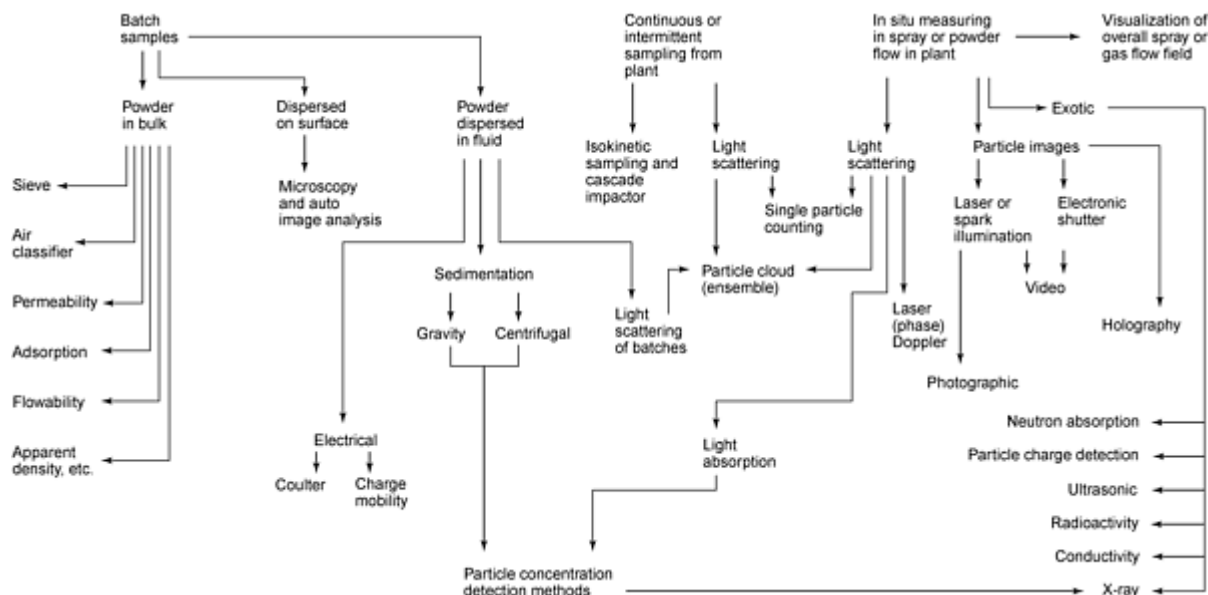 Batch
samples
Continuous or
intermittent
sampling from
plant
In situ measuring
in spray or powder
flow in plant
Visualization of
overall spray or
gas flow field
Powder
in bulk
Dispersed
on surface
Powder
dispersed
in fluid
Exotic
Isokinetic
sampling and
cascade
impactor
Light
scattering
Light
scattering
Particle images
Sieve
Microscopy
and auto
image analysis
Single particle
counting
Laser or
spark
illumination
Electronic
shutter
Air
classifier
Sedimentation
Particle cloud
(ensemble)
Video
Permeability
Gravity
Centrifugal
Light
scattering
of batches
Laser
(phase)
Doppler
Holography
Adsorption
Photographic
Flowability
Neutron absorption
Electrical
Light
absorption
Apparent
density, etc.
Particle charge detection
Coulter
Charge
mobility
Ultrasonic
Radioactivity
Conductivity
Particle concentration
detection methods
X-ray